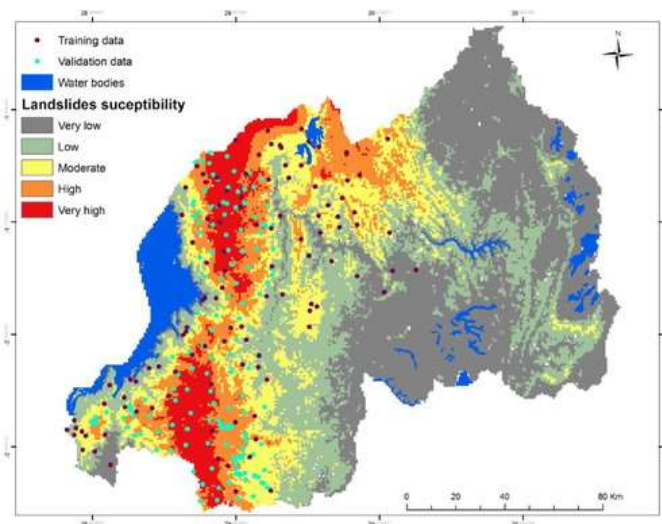 N
Training data
Validation data
Water bodies
Landslides suceptibility
Very low
Low
Moderate
High
Very high
0 20 40 80 Km